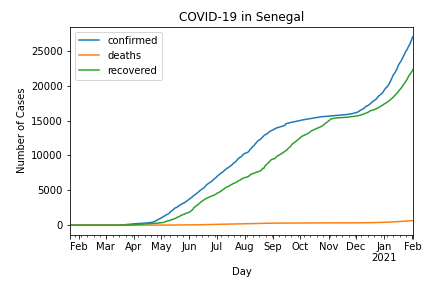 COVID-19 in Senegal
confirmed
deaths
recovered
Number of Cases
25000
20000
15000
10000
5000
0
Feb Mar Apr May Jun Jul Aug Sep Oct Nov Dec Jan Feb
2021
Day